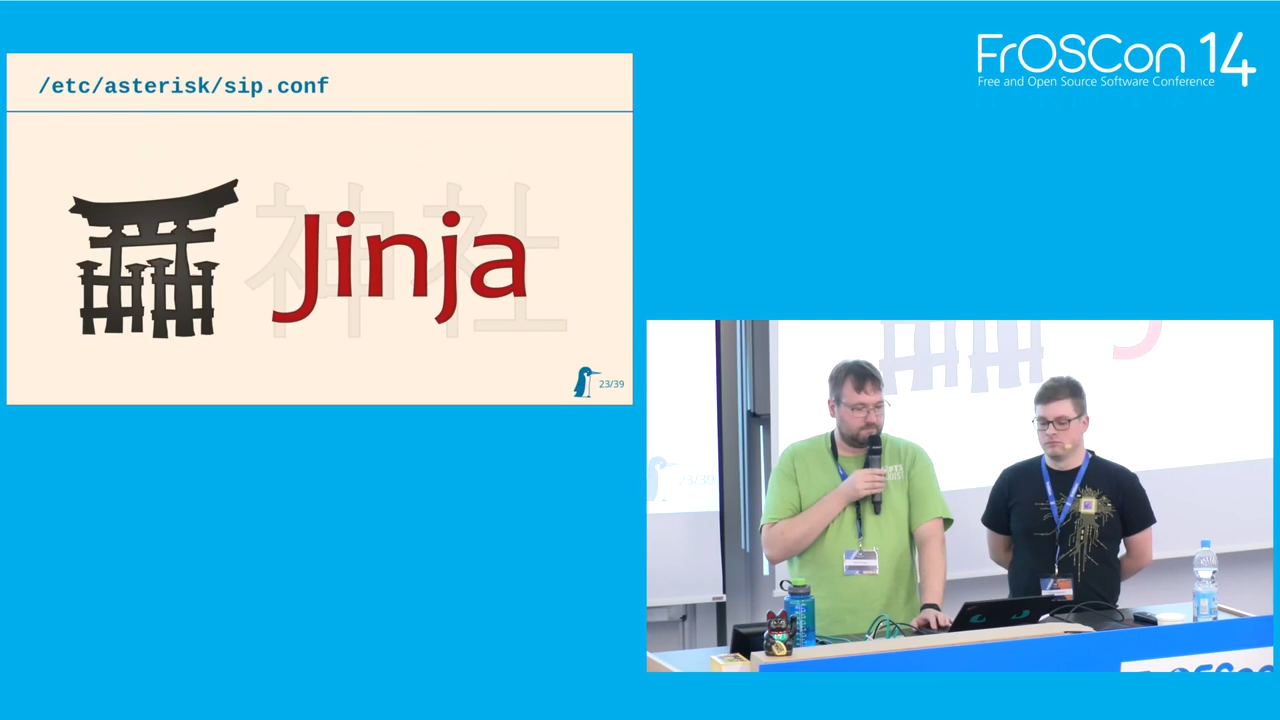 /etc/asterisk/sip.conf
神社
Jinja
23/39
FrOSCon 14
Free and Open Source Software Conference
23/39